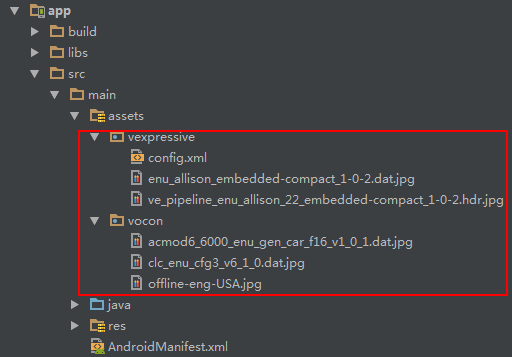 app
build
libs
src
main
assets
vexpressive
config.xml
enu_allison_embedded-compact_1-0-2.dat.jpg
ve_pipeline_enu_allison_22_embedded-compact_1-0-2.hdr.jpg
vocon
acmod6_6000_enu_gen_car_f16_v1_0_1.dat.jpg
clc_enu_cfg3_v6_1_0.dat.jpg
offline-eng-USA.jpg
java
res
AndroidManifest.xml